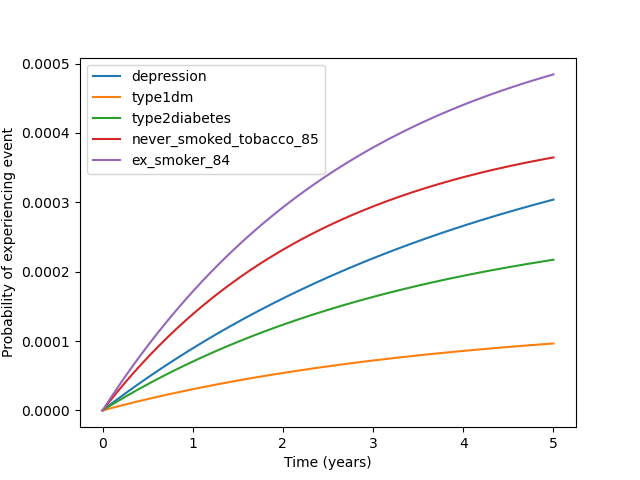 0.0005
0.0004
0.0003
0.0002
0.0001
0.0000
Probability of experiencing event
depression
type1dm
type2diabetes
never_smoked_tobacco_85
ex_smoker_84
0 1 2 3 4 5
Time (years)